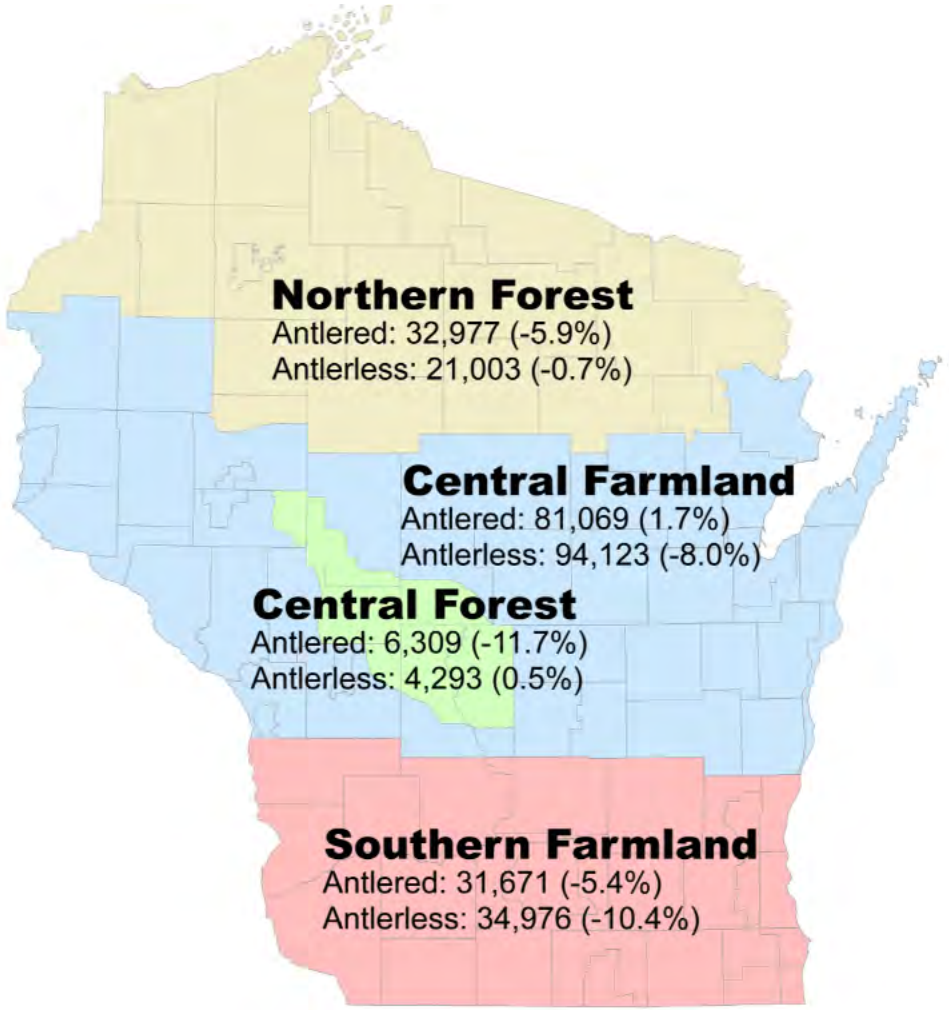 Northern Forest
Antlered: 32,977 (-5.9%)
Antlerless: 21,003 (-0.7%)
Central Farmland
Antlered: 81,069 (1.7%)
Antlerless: 94,123 (-8.0%)
Central Forest
Antlered: 6,309 (-11.7%)
Antlerless: 4,293 (0.5%)
Southern Farmland
Antlered: 31,671 (-5.4%)
Antlerless: 34,976 (-10.4%)